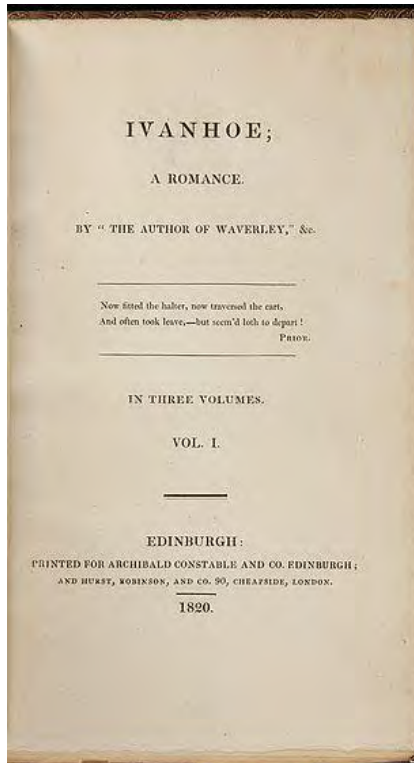 IVANHOE;
A ROMANCE.
BY “ THE AUTHOR OF WAVERLEY,” &c.
Now fitted the halter, now traversed the cart,
And often took leave,—but seem’d loth to depart!
PRIOR.
IN THREE VOLUMES.
VOL. I.
EDINBURGH:
PRINTED FOR ARCHIBALD CONSTABLE AND CO. EDINBURGH;
AND HURST, ROBINSON, AND CO. 90, CHEAPSIDE, LONDON.
1820.